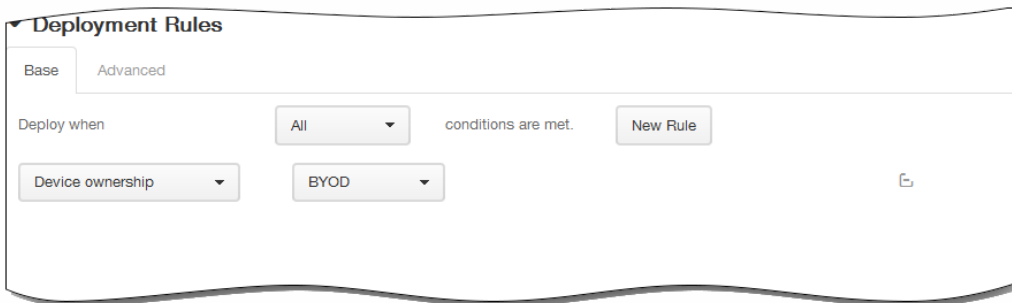 Deployment Rules
Base Advanced
Deploy when All conditions are met. New Rule
Device ownership BYOD